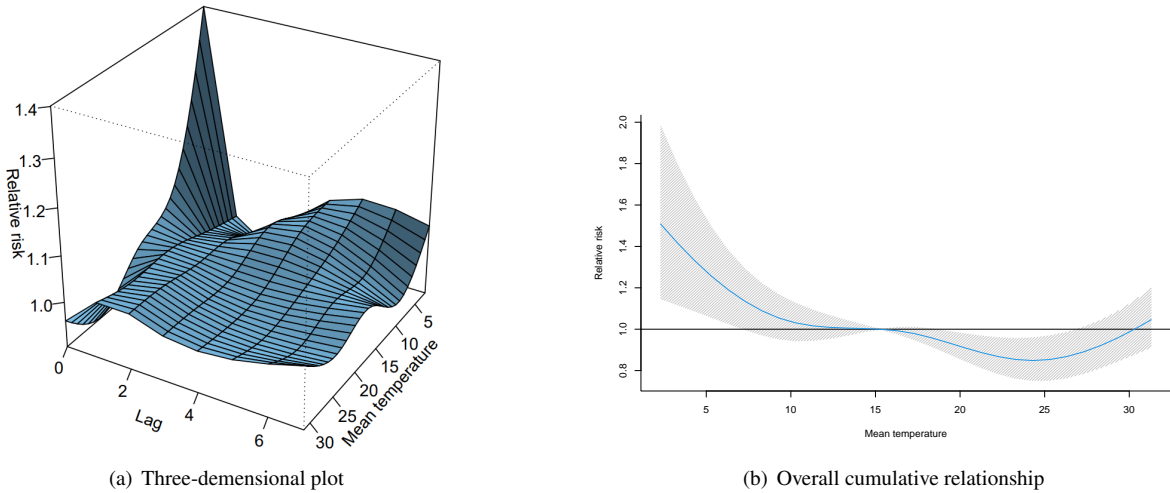 1.4
1.3
1.2
1.1
1.0
Relative risk
0
2
4
6
Lag
5
10
15
20
25
30
Mean temperature
(a) Three-demensional plot
2.0
1.8
1.6
1.4
1.2
1.0
0.8
Relative risk
5 10 15 20 25 30
Mean temperature
(b) Overall cumulative relationship